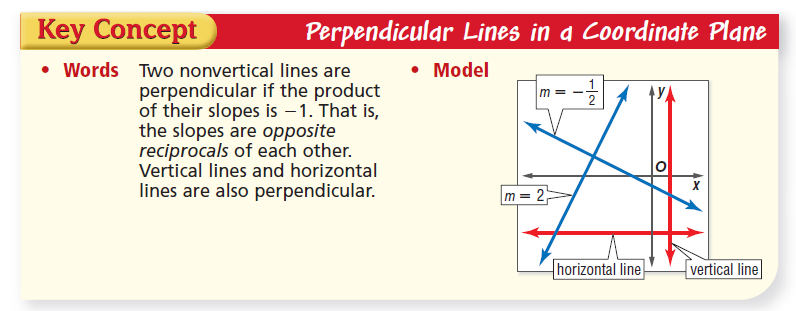 Key Concept
Perpendicular Lines in a Coordinate Plane
• Words
Two nonvertical lines are
perpendicular if the product
of their slopes is −1. That is,
the slopes are opposite
reciprocals of each other.
Vertical lines and horizontal
lines are also perpendicular.
• Model
m = −1/2
y
O
x
m = 2
horizontal line
vertical line